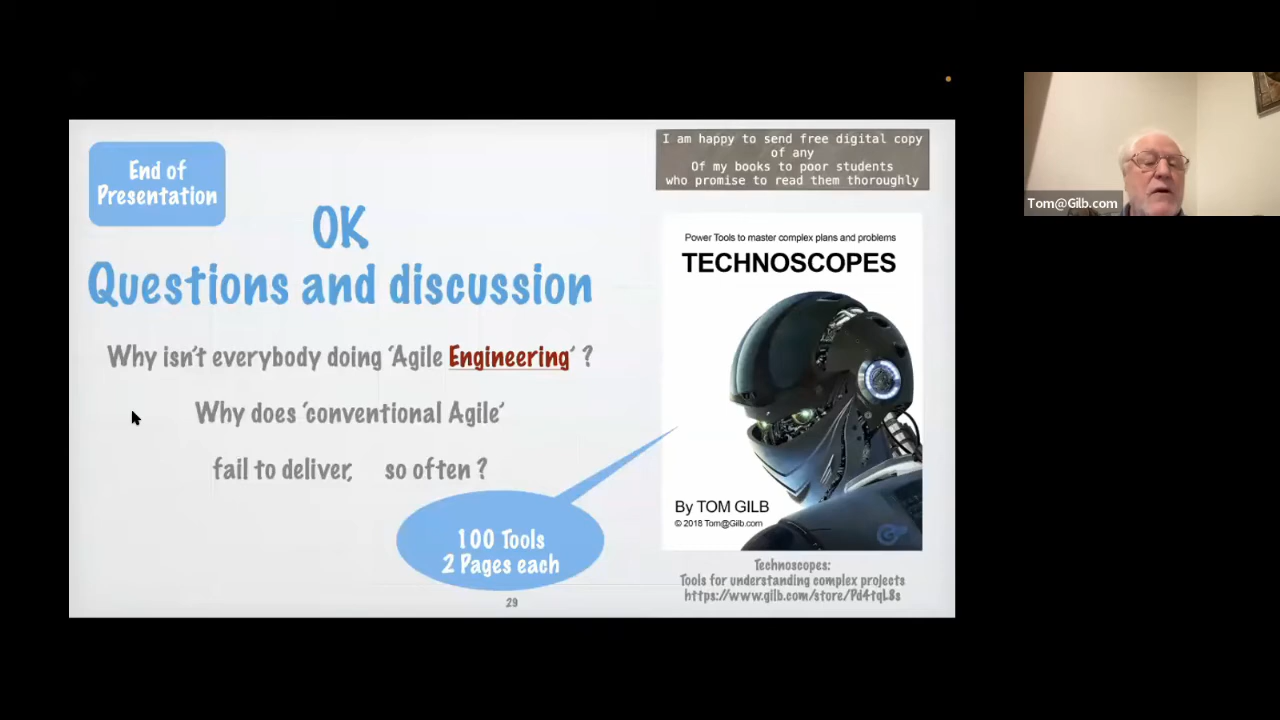 End of
Presentation
OK
Questions and discussion
Why isn't everybody doing 'Agile Engineering' ?
Why does 'conventional Agile'
fail to deliver, so often ?
100 Tools
2 Pages each
29
I am happy to send free digital copy
of any
Of my books to poor students
who promise to read them thoroughly
Power Tools to master complex plans and problems
TECHNOSCOPES
By TOM GILB
© 2018 Tom@Gilb.com
Technoscopes:
Tools for understanding complex projects
https://www.gilb.com/store/Pd4tqL8s
Tom@Gilb.com